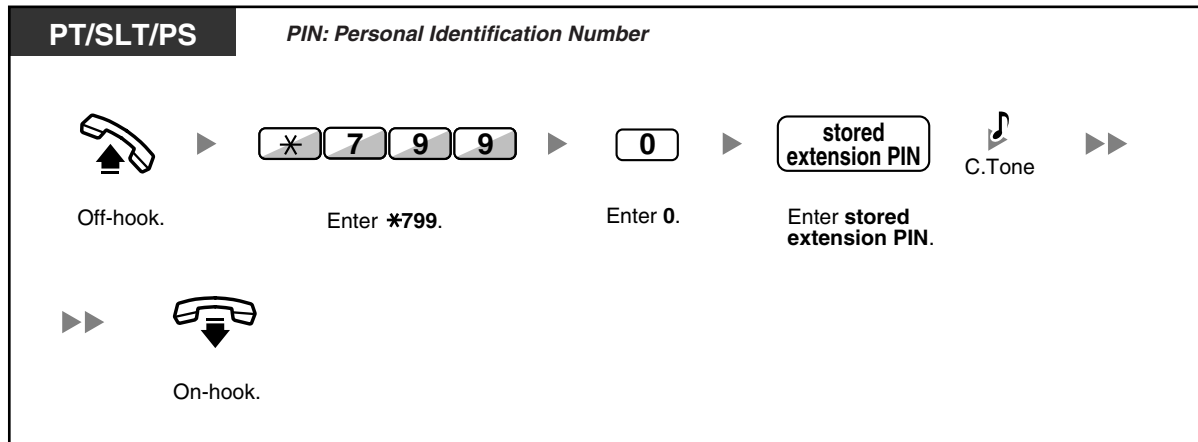 PT/SLT/PS
PIN: Personal Identification Number
* 7 9 9
0
stored
extension PIN
C.Tone
Off-hook.
Enter *799.
Enter 0.
Enter stored
extension PIN.
On-hook.